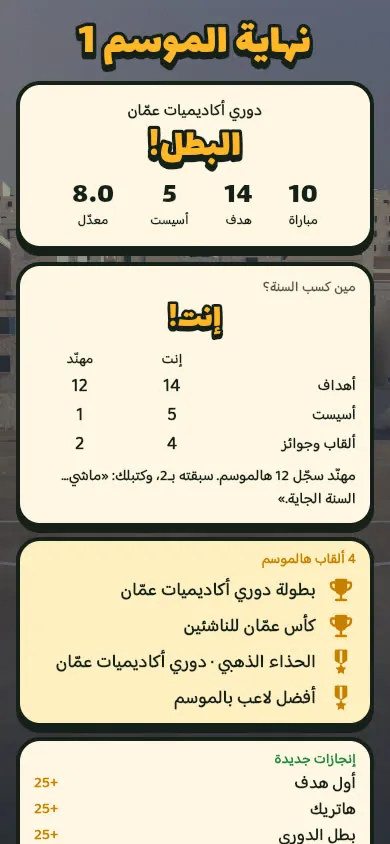 نهاية الموسم 1
دوري أكاديميات عمّان
البطل!
10 14 5 8.0
مباراة هدف أسيست معدّل
مين كسب السنة؟
إنت!
إنت مهنّد
أهداف 14 12
أسيست 5 1
ألقاب وجوائز 4 2
مهنّد سجّل 12 هالموسم. سبقته بـ2، وكتبلك: «ماشي…
السنة الجاية.»
4 ألقاب هالموسم
بطولة دوري أكاديميات عمّان
كأس عمّان للناشئين
الحذاء الذهبي · دوري أكاديميات عمّان
أفضل لاعب بالموسم
إنجازات جديدة
أول هدف +25
هاتريك +25
بطل الدوري +25